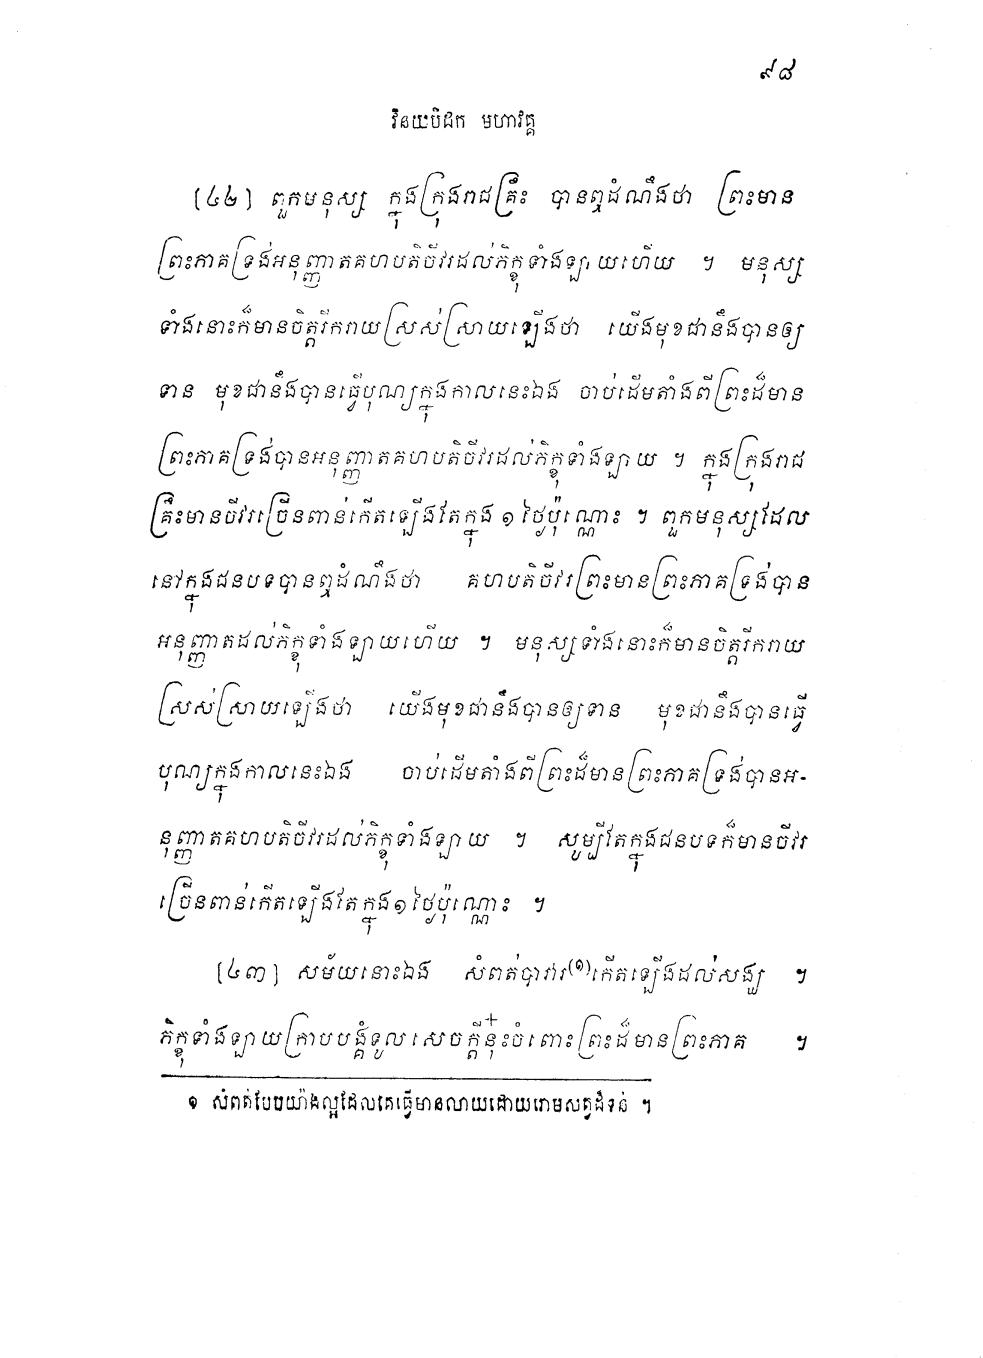 ៩៨
វិនយបិដក មហាវគ្គ
[៤២] ពួកមនុស្ស ក្នុងក្រុងរាជគ្រឹះ បានឮដំណឹងថា ព្រះមាន
ព្រះភាគទ្រង់អនុញ្ញាតគហបតិចីវរដល់ភិក្ខុទាំងឡាយហើយ ។ មនុស្ស
ទាំងនោះក៏មានចិត្តរីករាយស្រស់ស្រាយឡើងថា យើងមុខជានឹងបានឲ្យ
ទាន មុខជានឹងបានធ្វើបុណ្យក្នុងកាលនេះឯង ចាប់ដើមតាំងពីព្រះដ៏មាន
ព្រះភាគទ្រង់បានអនុញ្ញាតគហបតិចីវរដល់ភិក្ខុទាំងឡាយ ។ ក្នុងក្រុងរាជ
គ្រឹះមានចីវរច្រើនពាន់កើតឡើងតែក្នុង ១ ថ្ងៃប៉ុណ្ណោះ ។ ពួកមនុស្សដែល
នៅក្នុងជនបទបានឮដំណឹងថា គហបតិចីវរព្រះមានព្រះភាគទ្រង់បាន
អនុញ្ញាតដល់ភិក្ខុទាំងឡាយហើយ ។ មនុស្សទាំងនោះក៏មានចិត្តរីករាយ
ស្រស់ស្រាយឡើងថា យើងមុខជានឹងបានឲ្យទាន មុខជានឹងបានធ្វើ
បុណ្យក្នុងកាលនេះឯង ចាប់ដើមតាំងពីព្រះដ៏មានព្រះភាគទ្រង់បានអ-
នុញ្ញាតគហបតិចីវរដល់ភិក្ខុទាំងឡាយ ។ សូម្បីតែក្នុងជនបទក៏មានចីវរ
ច្រើនពាន់កើតឡើងតែក្នុង១ថ្ងៃប៉ុណ្ណោះ ។
[៤៣] សម័យនោះឯង សំពត់បាវារ(១)កើតឡើងដល់សង្ឃ ។
ភិក្ខុទាំងឡាយក្រាបបង្គំទូលសេចក្តីនុ៎ះចំពោះព្រះដ៏មានព្រះភាគ ។
១ សំពត់បែបយ៉ាងល្អដែលគេធ្វើមានលាយដោយរោមសត្វដ៏ទន់ ។